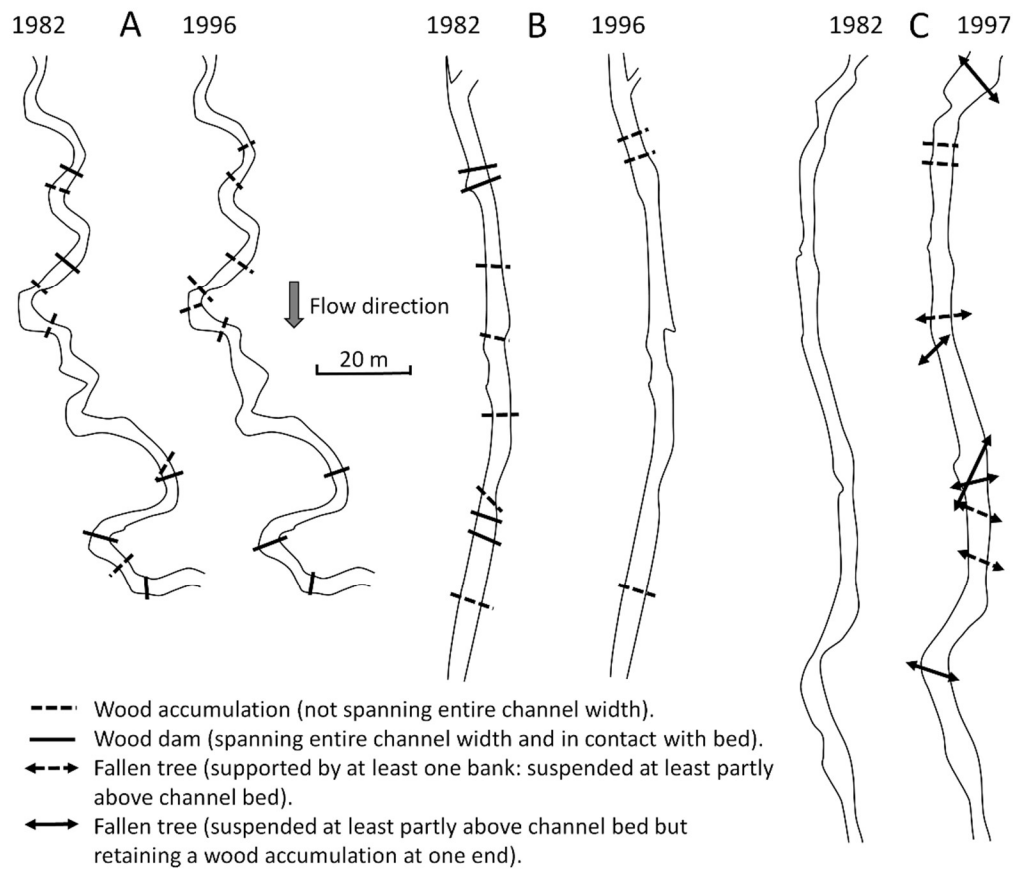 1982 A 1996 1982 B 1996 1982 C 1997
Flow direction
20 m
Wood accumulation (not spanning entire channel width).
Wood dam (spanning entire channel width and in contact with bed).
Fallen tree (supported by at least one bank: suspended at least partly
above channel bed).
Fallen tree (suspended at least partly above channel bed but
retaining a wood accumulation at one end).